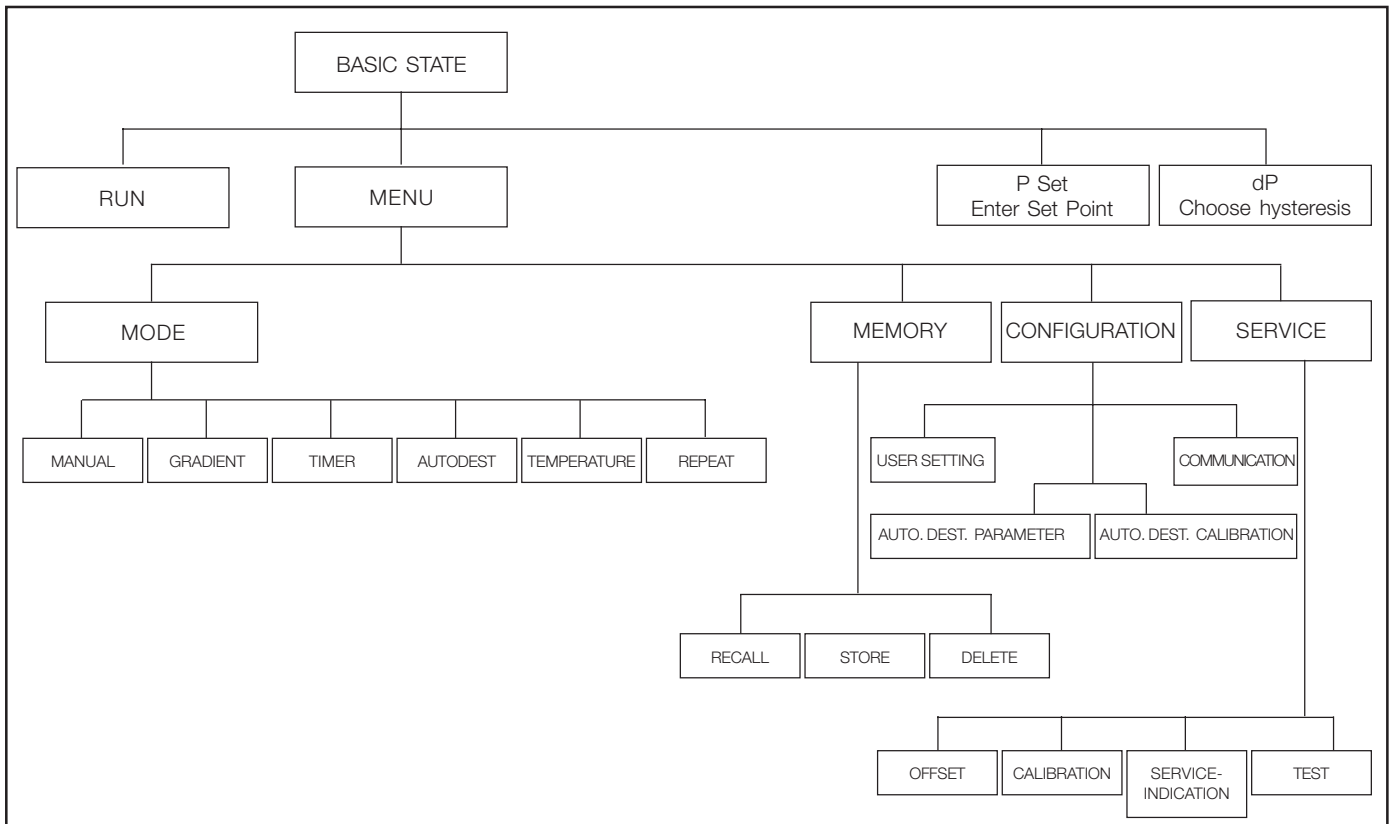 BASIC STATE
RUN
MENU
P Set
Enter Set Point
dP
Choose hysteresis
MODE
MEMORY
CONFIGURATION
SERVICE
MANUAL
GRADIENT
TIMER
AUTODEST
TEMPERATURE
REPEAT
USER SETTING
COMMUNICATION
AUTO. DEST. PARAMETER
AUTO. DEST. CALIBRATION
RECALL
STORE
DELETE
OFFSET
CALIBRATION
SERVICE-
INDICATION
TEST